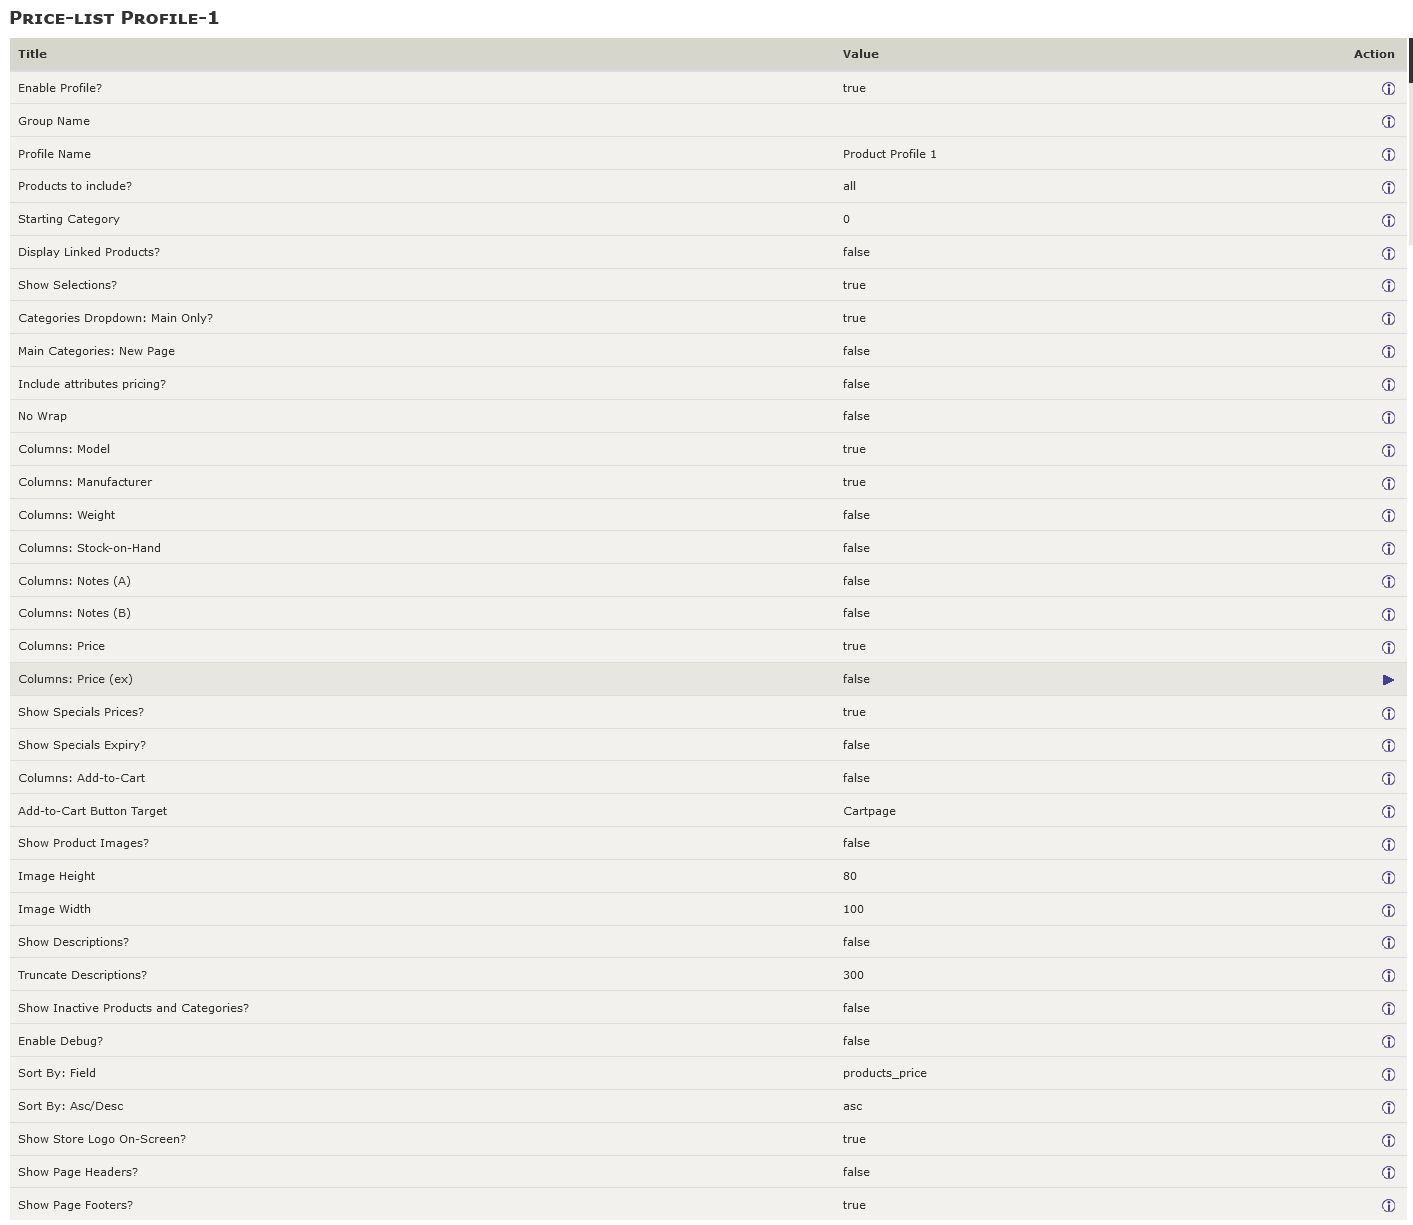 Price-list Profile-1
Title Value Action
Enable Profile? true
Group Name
Profile Name Product Profile 1
Products to include? all
Starting Category 0
Display Linked Products? false
Show Selections? true
Categories Dropdown: Main Only? true
Main Categories: New Page false
Include attributes pricing? false
No Wrap false
Columns: Model true
Columns: Manufacturer true
Columns: Weight false
Columns: Stock-on-Hand false
Columns: Notes (A) false
Columns: Notes (B) false
Columns: Price true
Columns: Price (ex) false
Show Specials Prices? true
Show Specials Expiry? false
Columns: Add-to-Cart false
Add-to-Cart Button Target Cartpage
Show Product Images? false
Image Height 80
Image Width 100
Show Descriptions? false
Truncate Descriptions? 300
Show Inactive Products and Categories? false
Enable Debug? false
Sort By: Field products_price
Sort By: Asc/Desc asc
Show Store Logo On-Screen? true
Show Page Headers? false
Show Page Footers? true